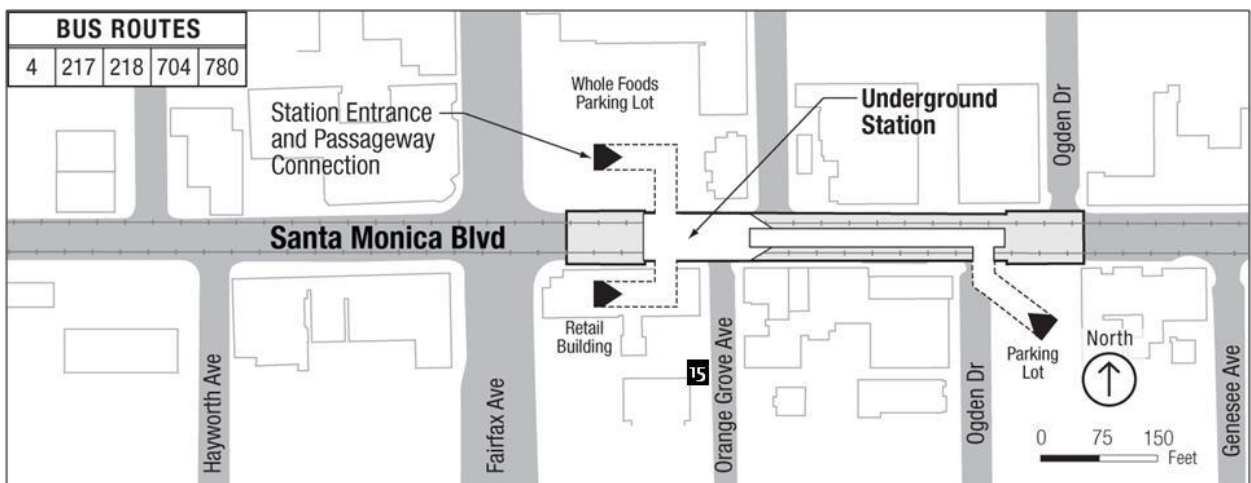 BUS ROUTES
4 217 218 704 780
Whole Foods
Parking Lot
Station Entrance
and Passageway
Connection
Underground
Station
Ogden Dr
Santa Monica Blvd
Retail
Building
15
Parking
Lot
North
Hayworth Ave
Fairfax Ave
Orange Grove Ave
Ogden Dr
Genesee Ave
0 75 150
Feet